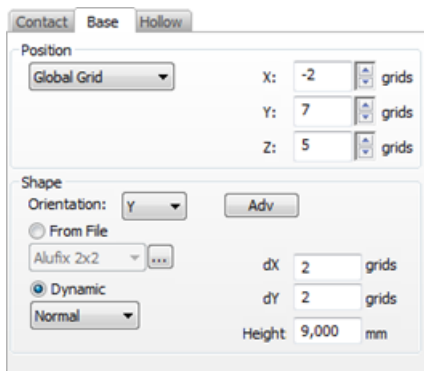 Contact Base Hollow
Position
Global Grid X: -2 grids
Y: 7 grids
Z: 5 grids
Shape
Orientation: Y Adv
From File
Alufix 2x2 ... dX 2 grids
Dynamic dY 2 grids
Normal Height 9,000 mm